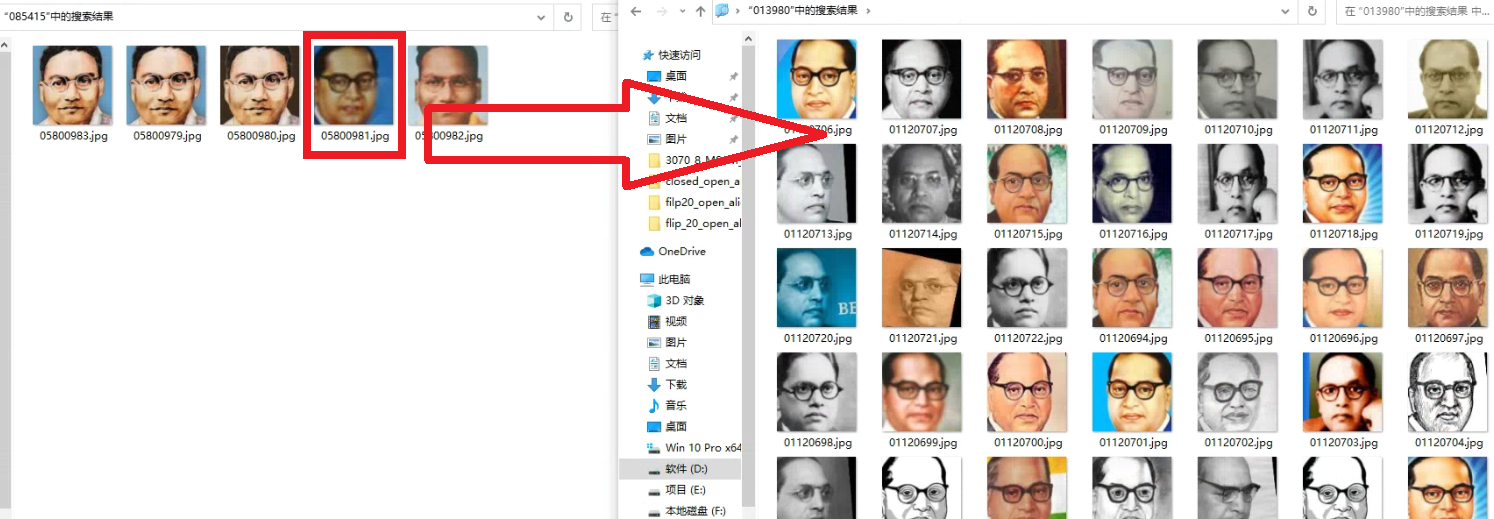 "085415"中的搜索结果
在 "
05800983.jpg
05800979.jpg
05800980.jpg
05800981.jpg
05800982.jpg
"013980"中的搜索结果
在 "013980"中的搜索结果 中...
快速访问
桌面
文档
图片
closed_open_a
filp20_open_ali
flip_20_open_al
OneDrive
此电脑
3D 对象
视频
图片
文档
下载
音乐
桌面
Win 10 Pro x64
软件 (D:)
项目 (E:)
本地磁盘 (F:)
01120707.jpg
01120708.jpg
01120709.jpg
01120710.jpg
01120711.jpg
01120712.jpg
01120713.jpg
01120714.jpg
01120715.jpg
01120716.jpg
01120717.jpg
01120718.jpg
01120719.jpg
BE
01120720.jpg
01120721.jpg
01120722.jpg
01120694.jpg
01120695.jpg
01120696.jpg
01120697.jpg
01120698.jpg
01120699.jpg
01120700.jpg
01120701.jpg
01120702.jpg
01120703.jpg
01120704.jpg